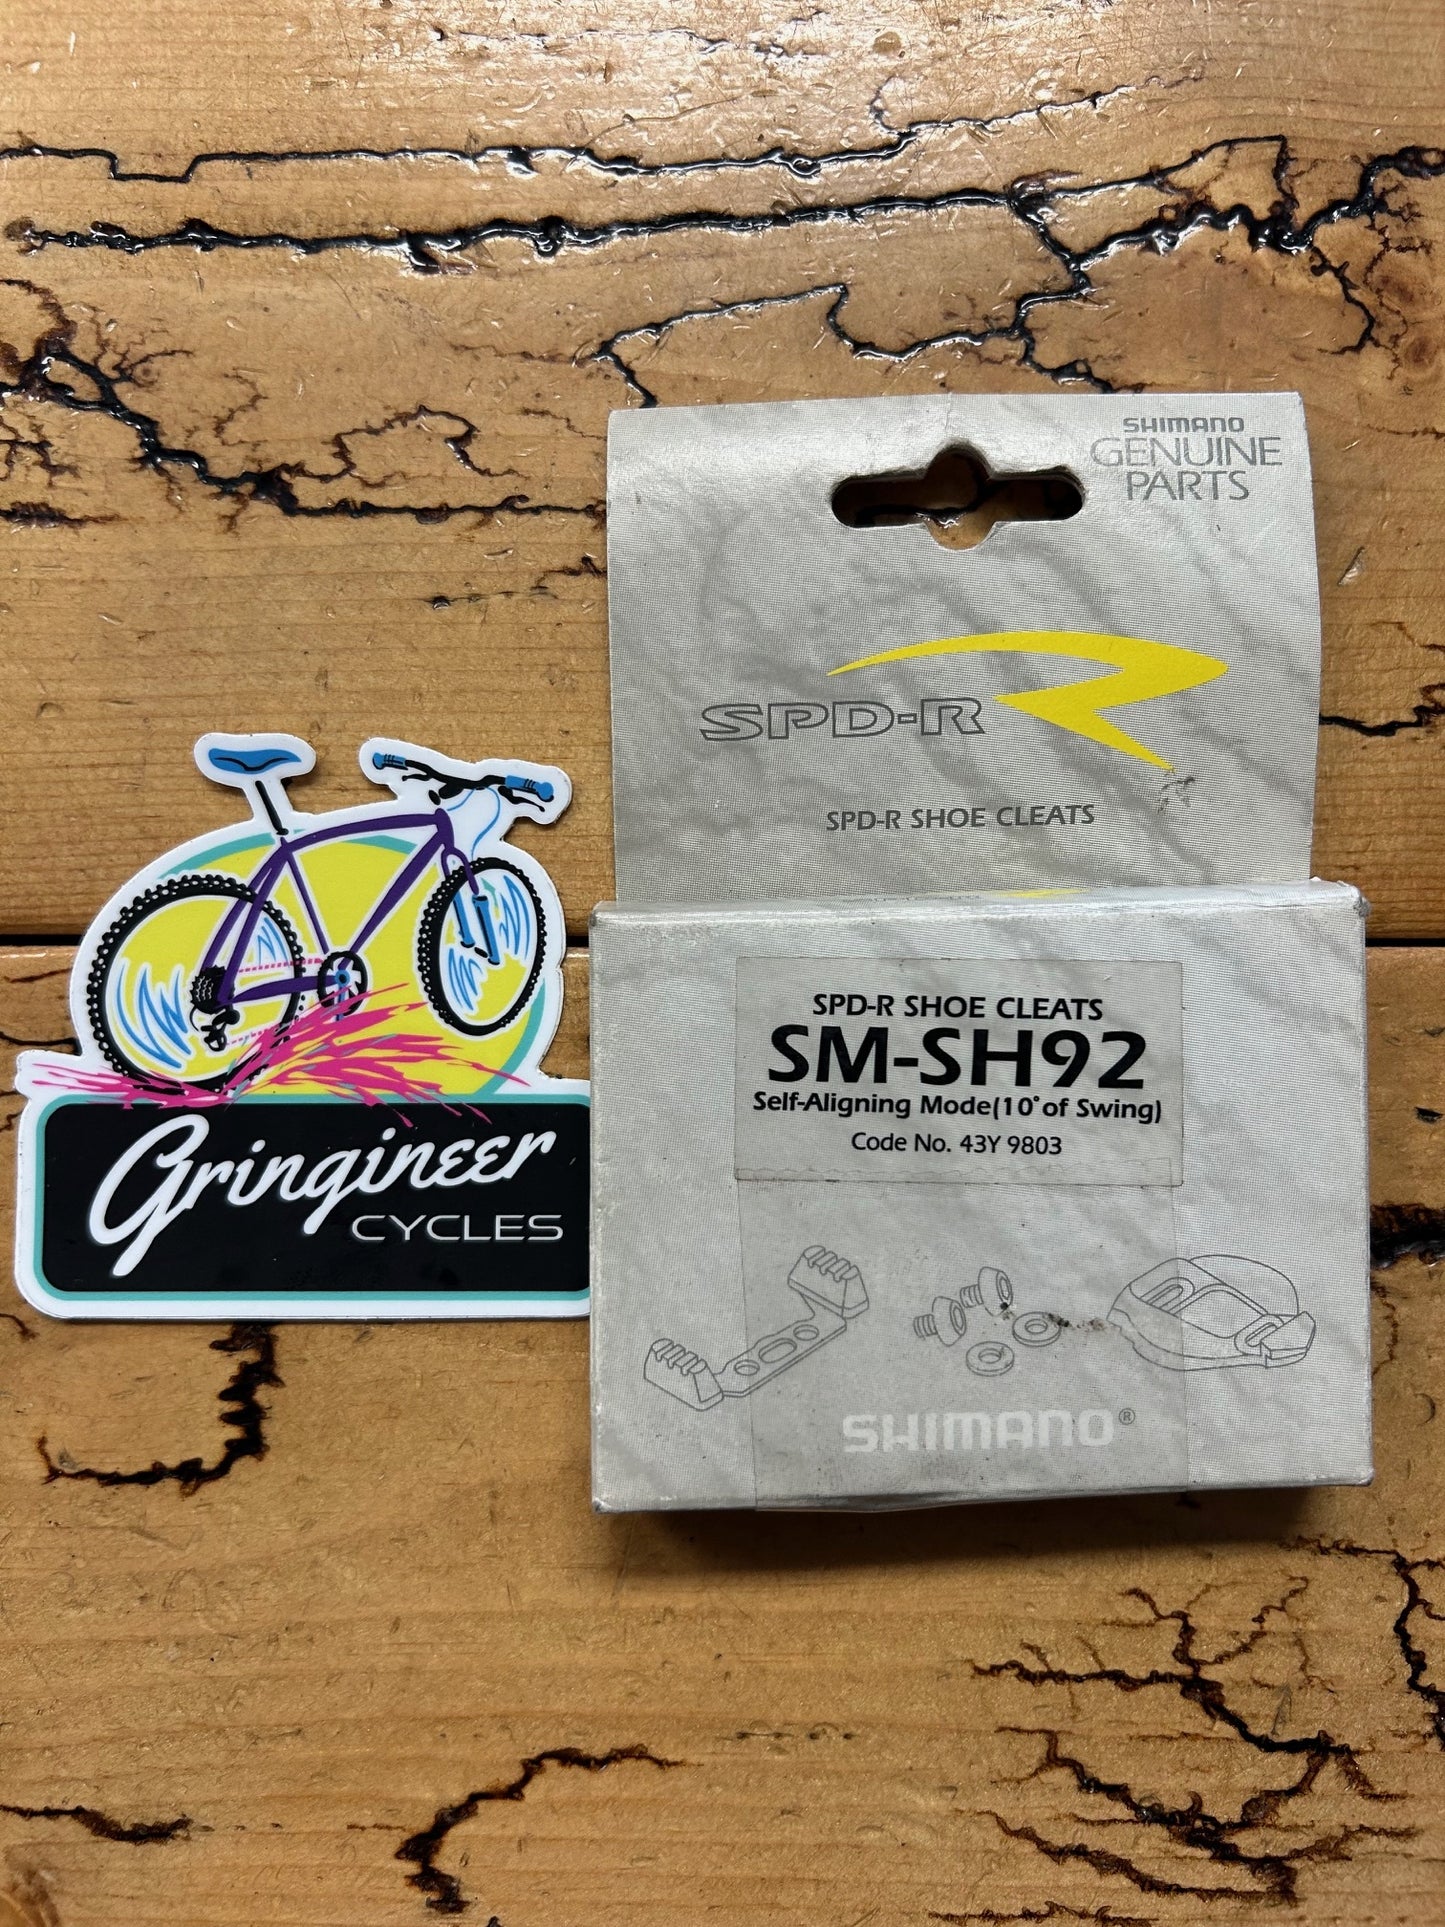 SHIMANO
GENUINE
PARTS
SPD-R
SPD-R SHOE CLEATS
SPD-R SHOE CLEATS
SM-SH92
Self-Aligning Mode(10° of Swing)
Code No. 43Y 9803
SHIMANO®
Gringineer
CYCLES